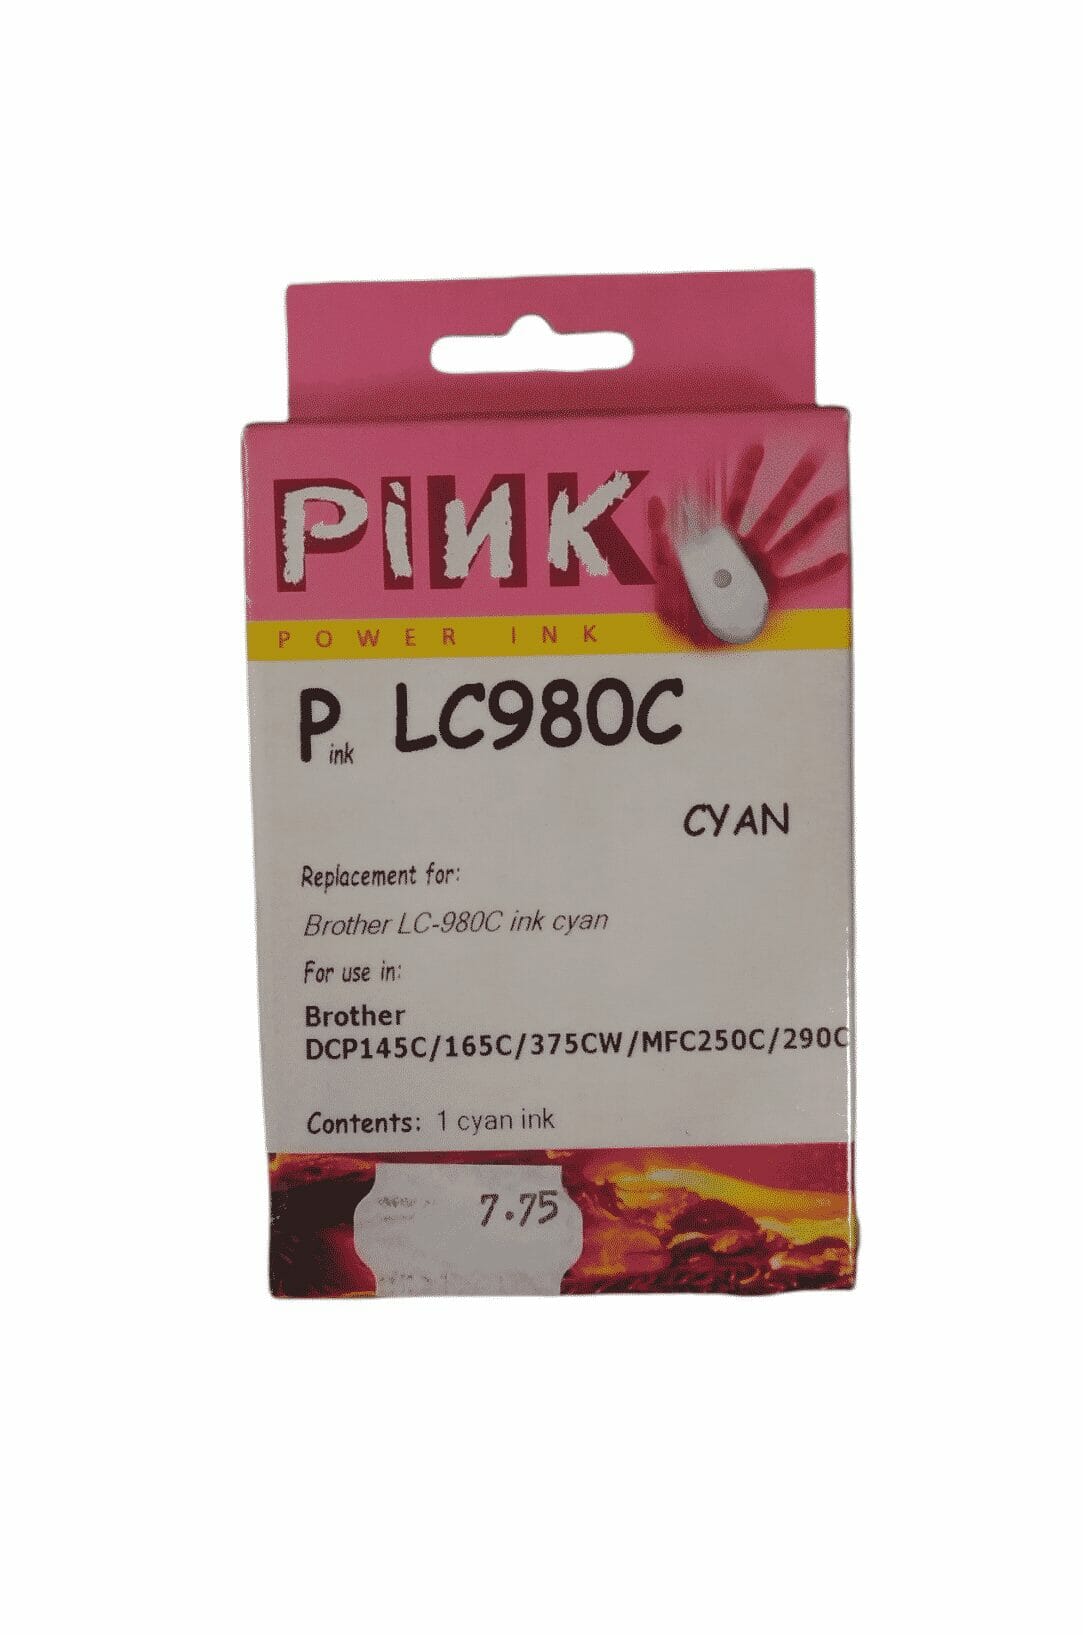 PiNK
POWER INK
Pink LC980C
CYAN
Replacement for:
Brother LC-980C ink cyan
For use in:
Brother
DCP145C/165C/375CW/MFC250C/290C
Contents: 1 cyan ink
7.75